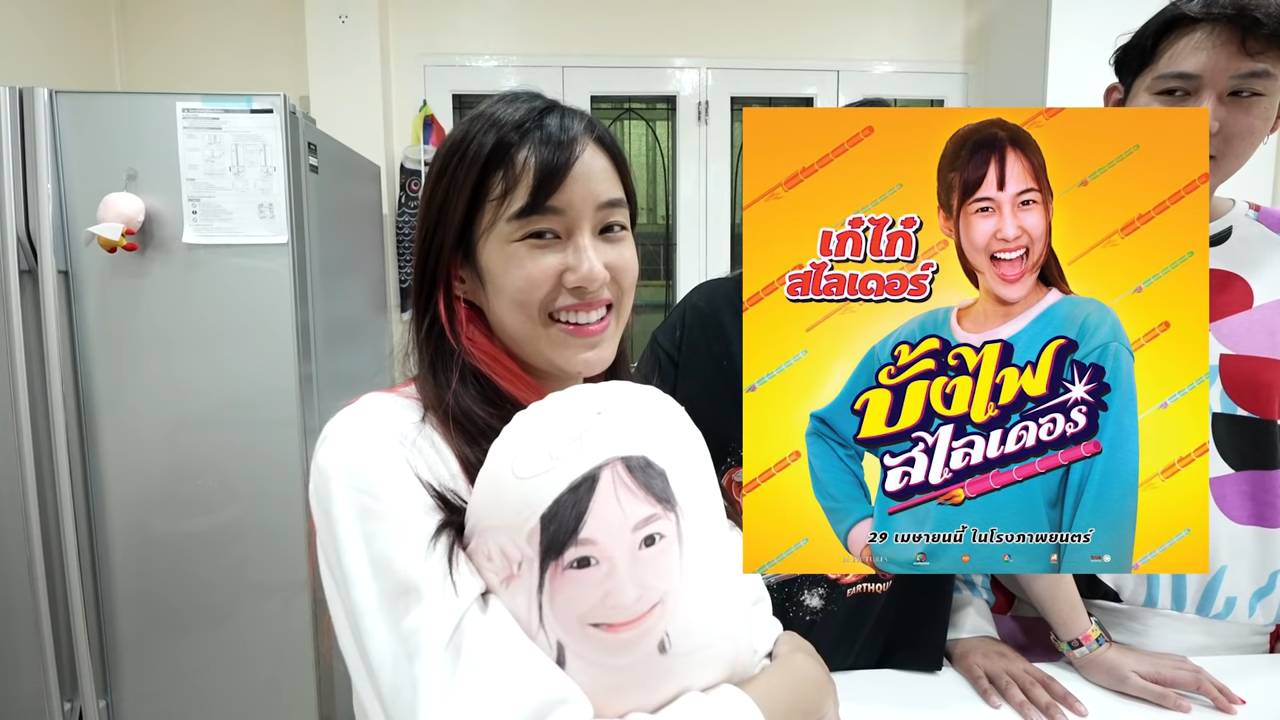 เก๋ไก๋
สไลเดอร์
บั้งไฟ
สไลเดอร์
29 เมษายนนี้ ในโรงภาพยนตร์
EARTHQU